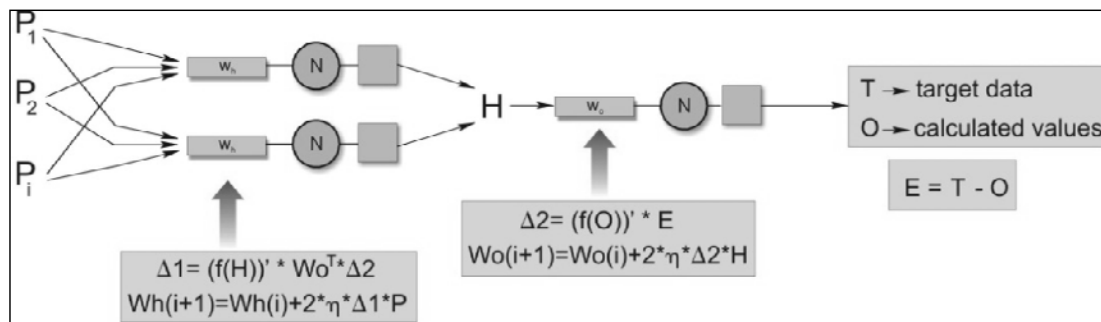 P1
P2
Pi
wh
N
wh
N
H
wo
N
T → target data
O → calculated values
E = T - O
Δ2= (f(O))' * E
Wo(i+1)=Wo(i)+2*η*Δ2*H
Δ1= (f(H))' * Wo^T*Δ2
Wh(i+1)=Wh(i)+2*η*Δ1*P